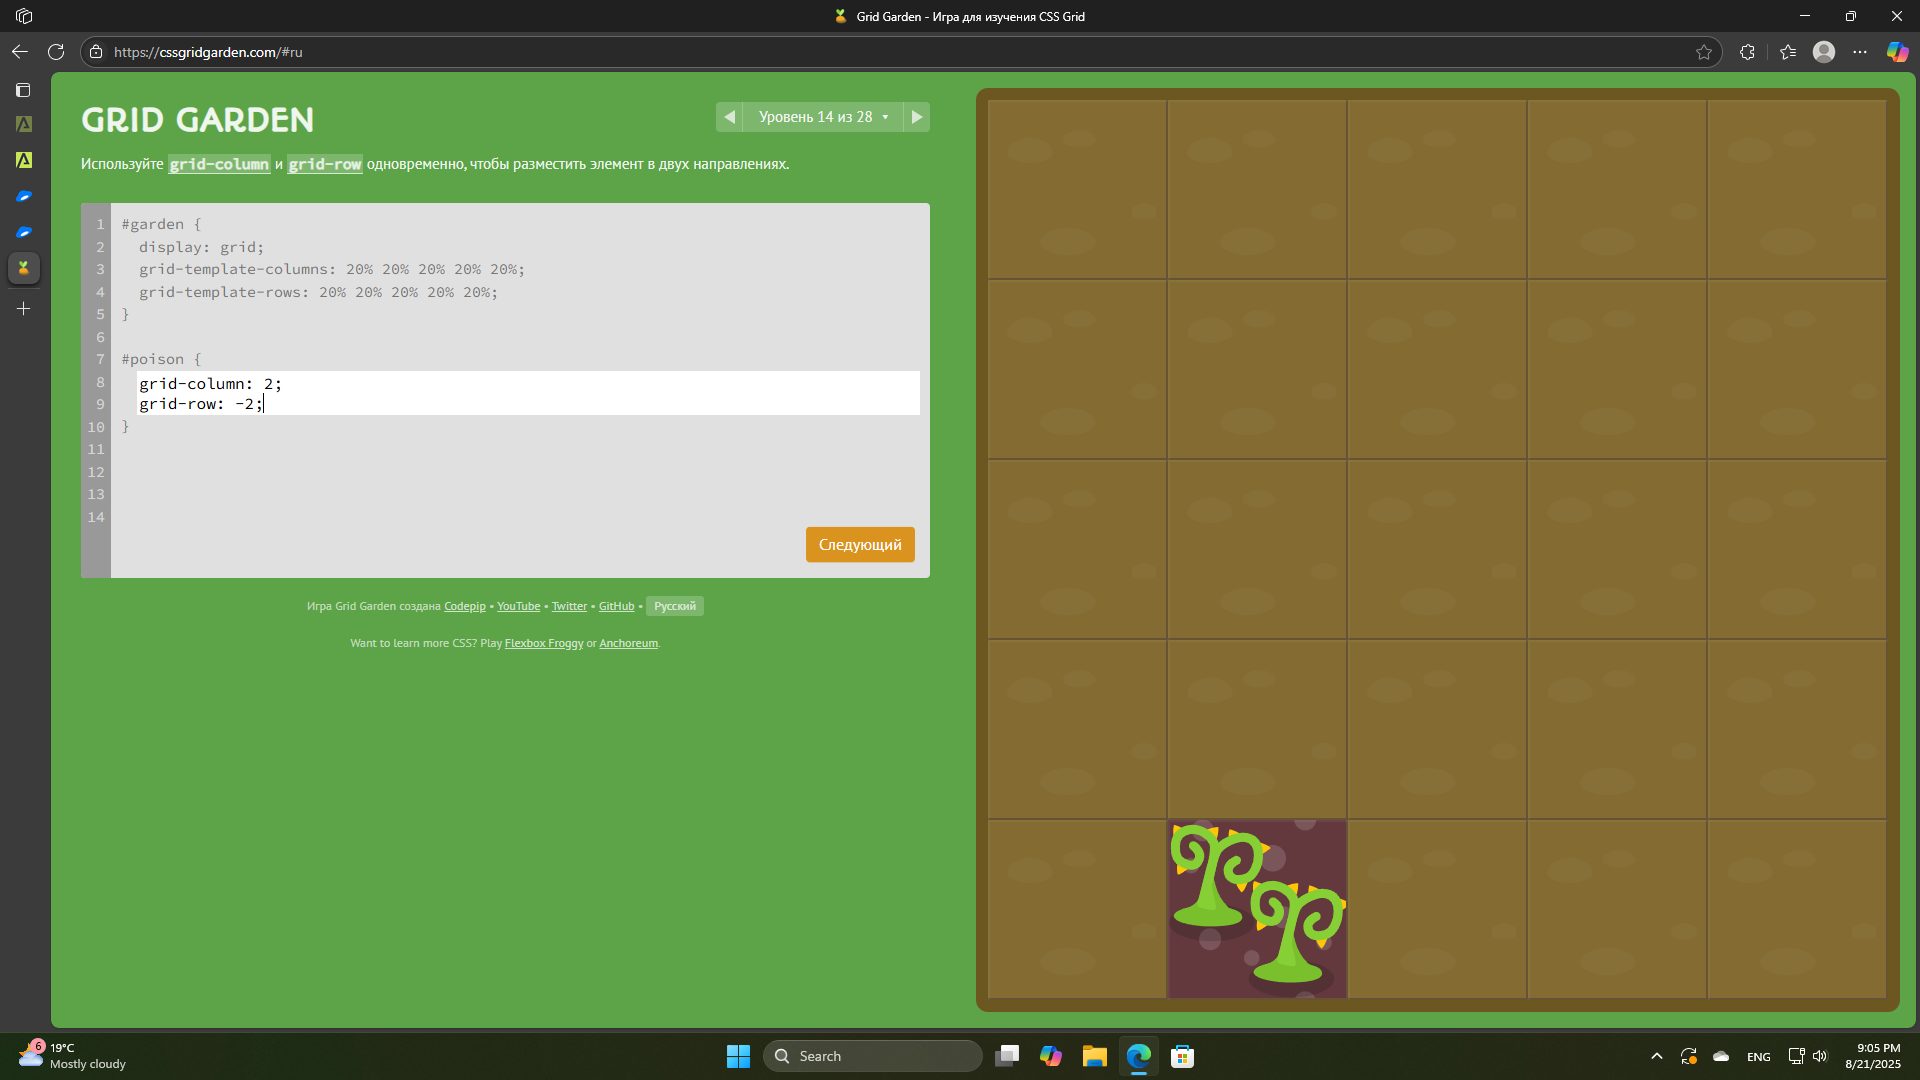 Grid Garden - Игра для изучения CSS Grid
https://cssgridgarden.com/#ru
GRID GARDEN
Уровень 14 из 28
Используйте grid-column и grid-row одновременно, чтобы разместить элемент в двух направлениях.
1 #garden {
2 display: grid;
3 grid-template-columns: 20% 20% 20% 20% 20%;
4 grid-template-rows: 20% 20% 20% 20% 20%;
5 }
6
7 #poison {
8 grid-column: 2;
9 grid-row: -2;
10 }
11
12
13
14
Следующий
Игра Grid Garden создана Codepip • YouTube • Twitter • GitHub • Русский
Want to learn more CSS? Play Flexbox Froggy or Anchoreum.
6
19°C
Mostly cloudy
Search
ENG
9:05 PM
8/21/2025